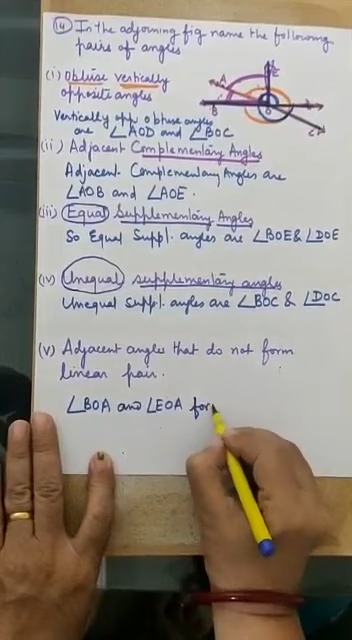 14 In the adjoining fig name the following
pairs of angles
(i) Obtuse vertically
opposite angles
Vertically opp obtuse angles
are ∠AOD and ∠BOC
(ii) Adjacent Complementary Angles
Adjacent Complementary Angles are
∠AOB and ∠AOE.
(iii) Equal Supplementary Angles
So Equal Suppl. angles are ∠BOE & ∠DOE
(iv) Unequal supplementary angles
Unequal Suppl. angles are ∠BOC & ∠DOC
(v) Adjacent angles that do not form
linear pair.
∠BOA and ∠EOA for
A
E
B
O
C